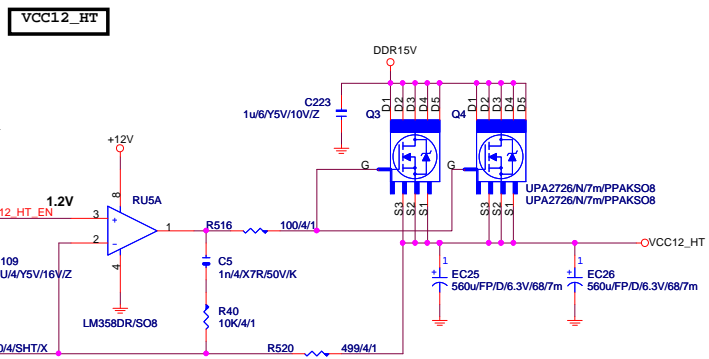 VCC12_HT
DDR15V
C223
1u/6/Y5V/10V/Z
D1
D2
D3
D4
D5
D1
D2
D3
D4
D5
Q3
Q4
+12V
G
G
8
RU5A
1.2V
UPA2726/N/7m/PPAKSO8
UPA2726/N/7m/PPAKSO8
12_HT_EN
3
+
1
2
-
S3
S2
S1
S3
S2
S1
R516
100/4/1
VCC12_HT
4
109
U/4/Y5V/16V/Z
C5
1n/4/X7R/50V/K
1
+
EC25
560u/FP/D/6.3V/68/7m
1
+
EC26
560u/FP/D/6.3V/68/7m
R40
10K/4/1
LM358DR/SO8
0/4/SHT/X
R520
499/4/1